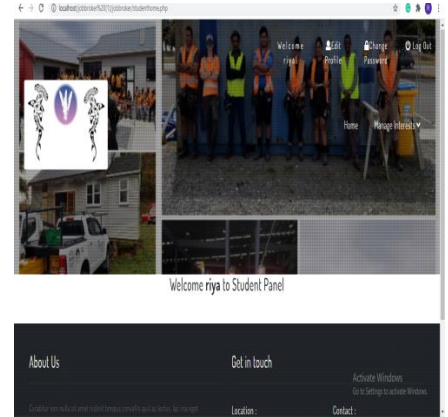 localhost/jobbroker%20(1)/jobbroker/studenthome.php
Welcome
riya!
Edit
Profile
Change
Password
Log Out
Home
Manage Interests
Welcome riya to Student Panel
About Us
Get in touch
Activate Windows
Go to Settings to activate Windows.
Location :
Contact :